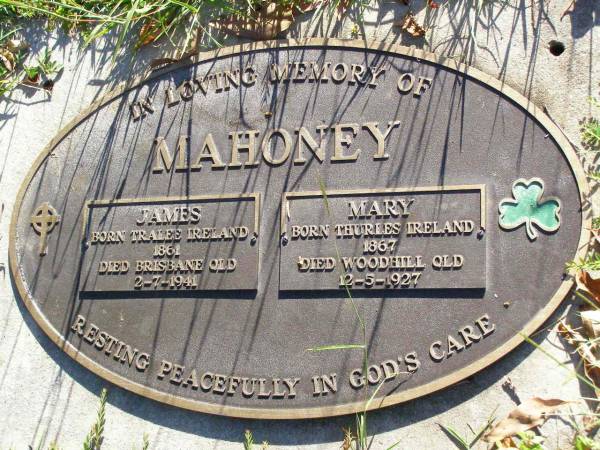 IN LOVING MEMORY OF
MAHONEY
JAMES
BORN TRALEE IRELAND
1861
DIED BRISBANE QLD
2-7-1941
MARY
BORN THURLES IRELAND
1867
DIED WOODHILL QLD
12-5-1927
RESTING PEACEFULLY IN GOD'S CARE